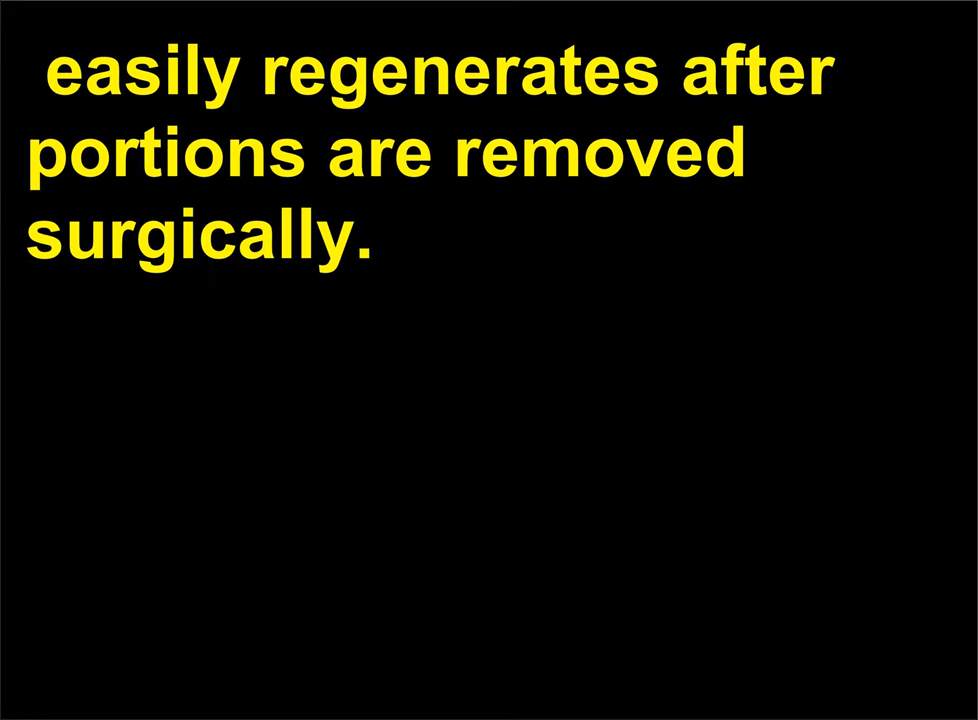 easily regenerates after
portions are removed
surgically.